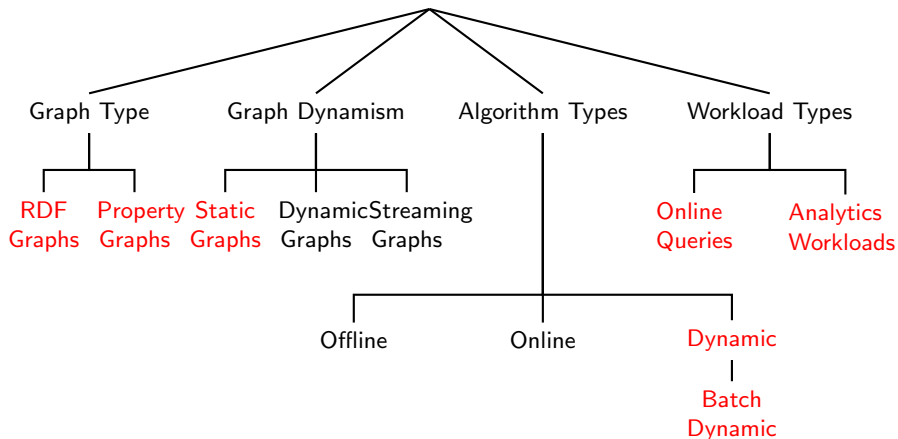 Graph Type
Graph Dynamism
Algorithm Types
Workload Types
RDF
Graphs
Property
Graphs
Static
Graphs
Dynamic
Graphs
Streaming
Graphs
Online
Queries
Analytics
Workloads
Offline
Online
Dynamic
Batch
Dynamic